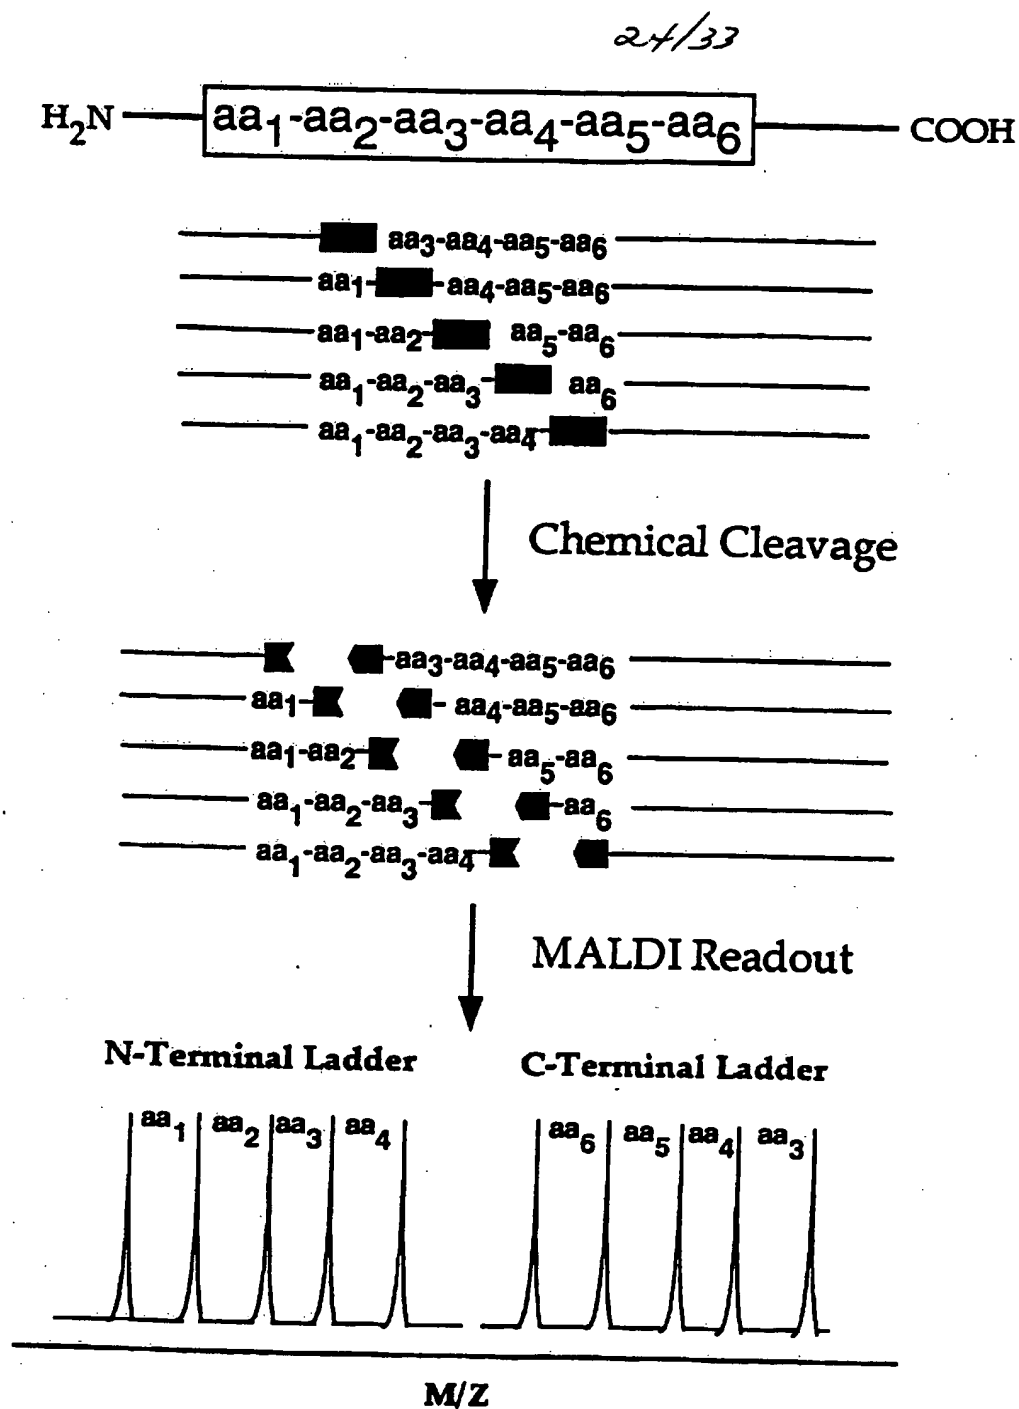 24/33
H₂N aa₁-aa₂-aa₃-aa₄-aa₅-aa₆ COOH
aa₃-aa₄-aa₅-aa₆
aa₁- -aa₄-aa₅-aa₆
aa₁-aa₂- aa₅-aa₆
aa₁-aa₂-aa₃- aa₆
aa₁-aa₂-aa₃-aa₄-
Chemical Cleavage
-aa₃-aa₄-aa₅-aa₆
aa₁- - aa₄-aa₅-aa₆
aa₁-aa₂- - aa₅-aa₆
aa₁-aa₂-aa₃- -aa₆
aa₁-aa₂-aa₃-aa₄-
MALDI Readout
N-Terminal Ladder C-Terminal Ladder
aa₁ aa₂ aa₃ aa₄ aa₆ aa₅ aa₄ aa₃
M/Z